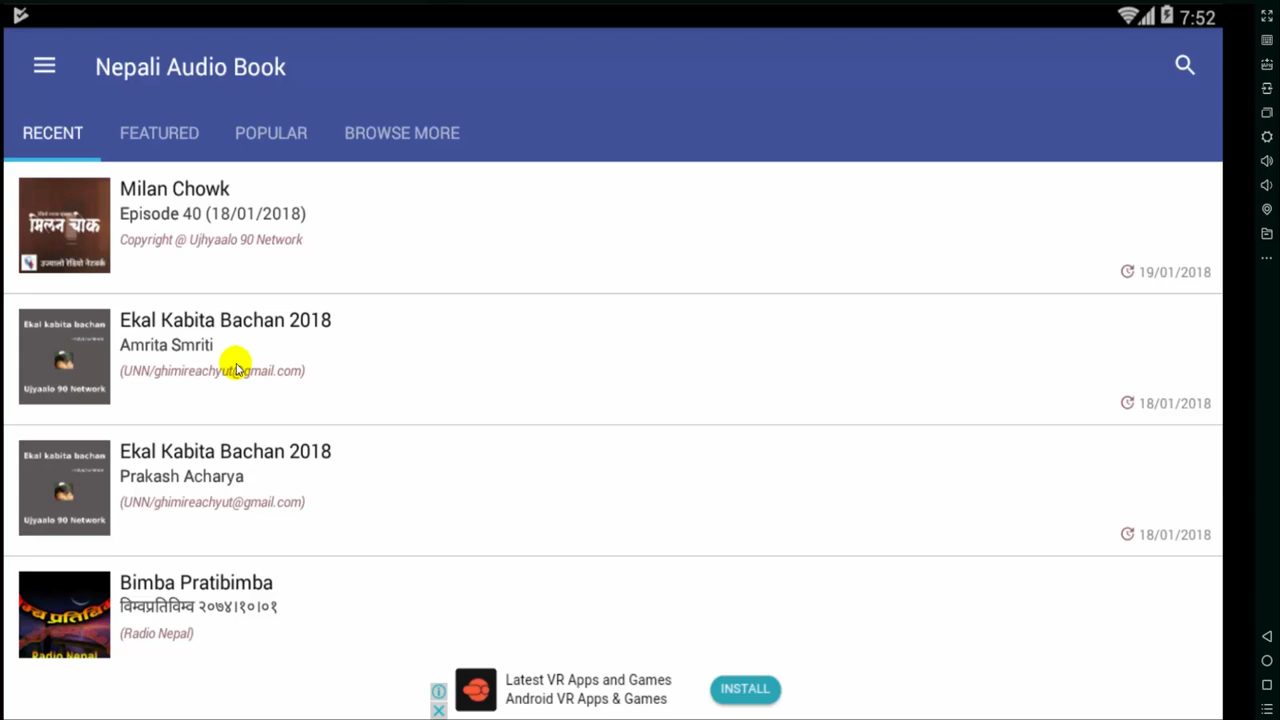 7:52
Nepali Audio Book
RECENT
FEATURED
POPULAR
BROWSE MORE
मिलन चोक
उज्यालो रेडियो नेटवर्क
Milan Chowk
Episode 40 (18/01/2018)
Copyright @ Ujhyaalo 90 Network
19/01/2018
Ekal kabita bachan
Ujyaalo 90 Network
Ekal Kabita Bachan 2018
Amrita Smriti
(UNN/ghimireachyut@gmail.com)
18/01/2018
Ekal kabita bachan
Ujyaalo 90 Network
Ekal Kabita Bachan 2018
Prakash Acharya
(UNN/ghimireachyut@gmail.com)
18/01/2018
Radio Nepal
Bimba Pratibimba
विम्वप्रतिविम्व २०७४।१०।०१
(Radio Nepal)
Latest VR Apps and Games
Android VR Apps & Games
INSTALL